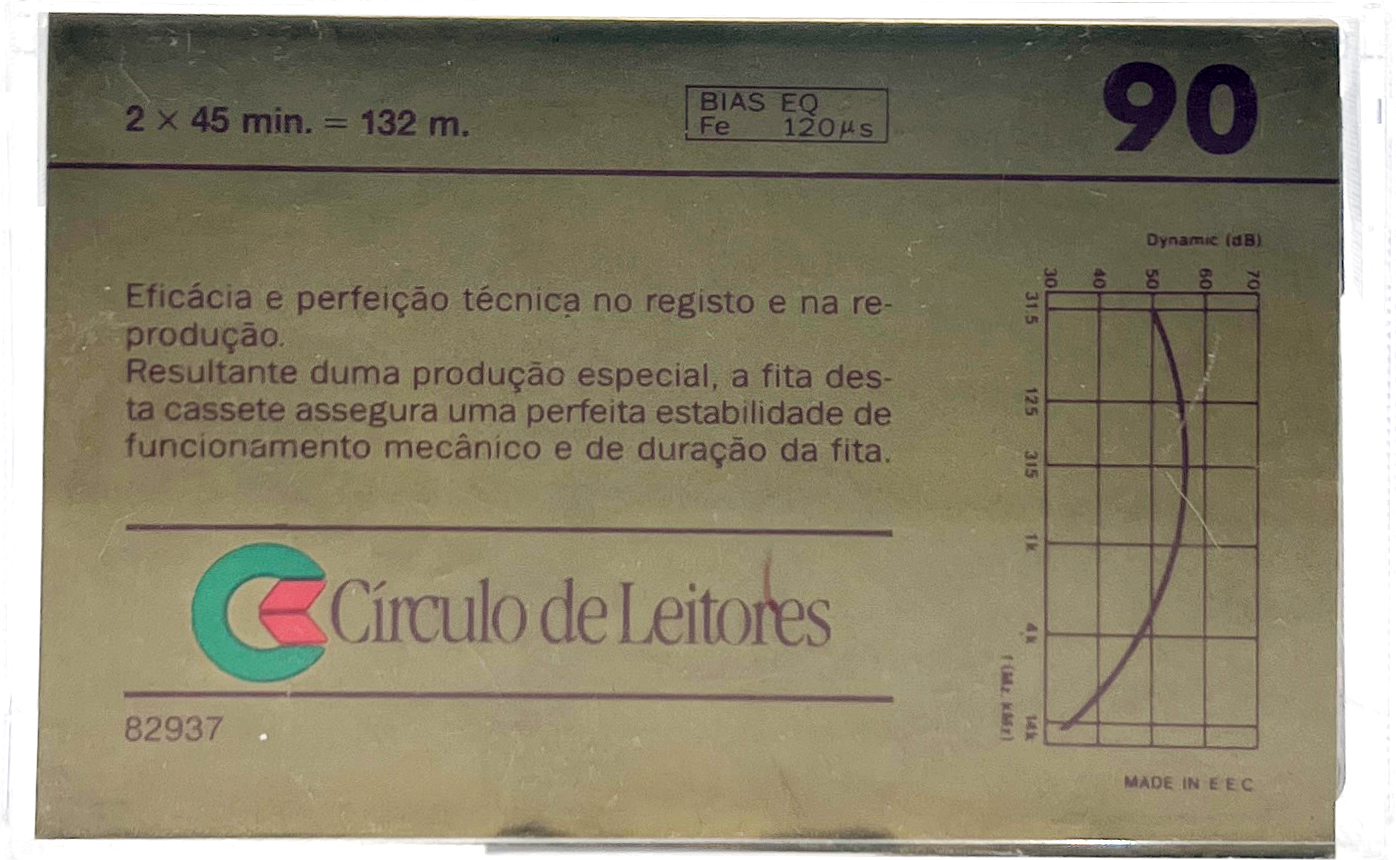 2 × 45 min. = 132 m.
BIAS EQ
Fe 120µs
90
Eficácia e perfeição técnica no registo e na re-
produção.
Resultante duma produção especial, a fita des-
ta cassete assegura uma perfeita estabilidade de
funcionamento mecânico e de duração da fita.
Círculo de Leitores
82937
Dynamic (dB)
30 40 50 60 70
315
125
315
1k
4k
14k
MADE IN EEC